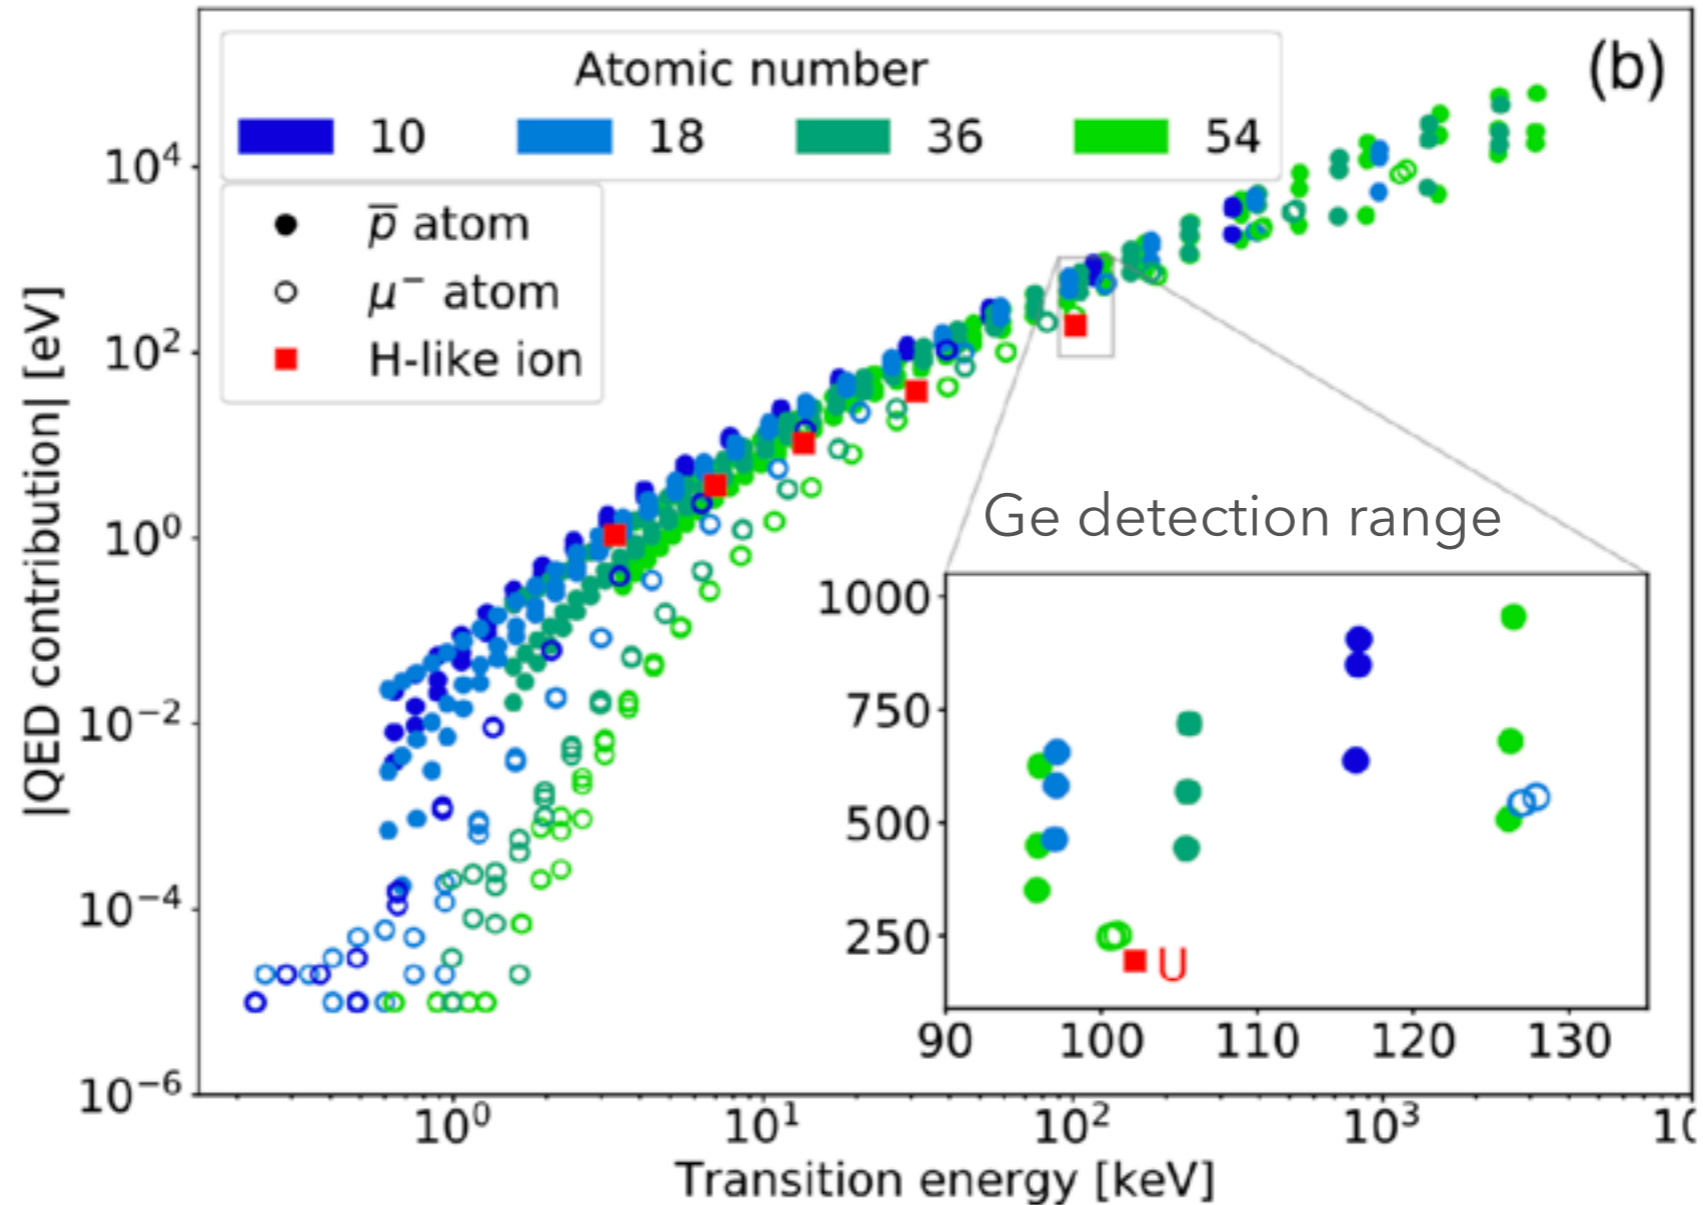 (b)
Atomic number
10 18 36 54
p̅ atom
μ⁻ atom
H-like ion
|QED contribution| [eV]
10⁴
10²
10⁰
10⁻²
10⁻⁴
10⁻⁶
Ge detection range
1000
750
500
250
U
90 100 110 120 130
10⁰ 10¹ 10² 10³
Transition energy [keV]